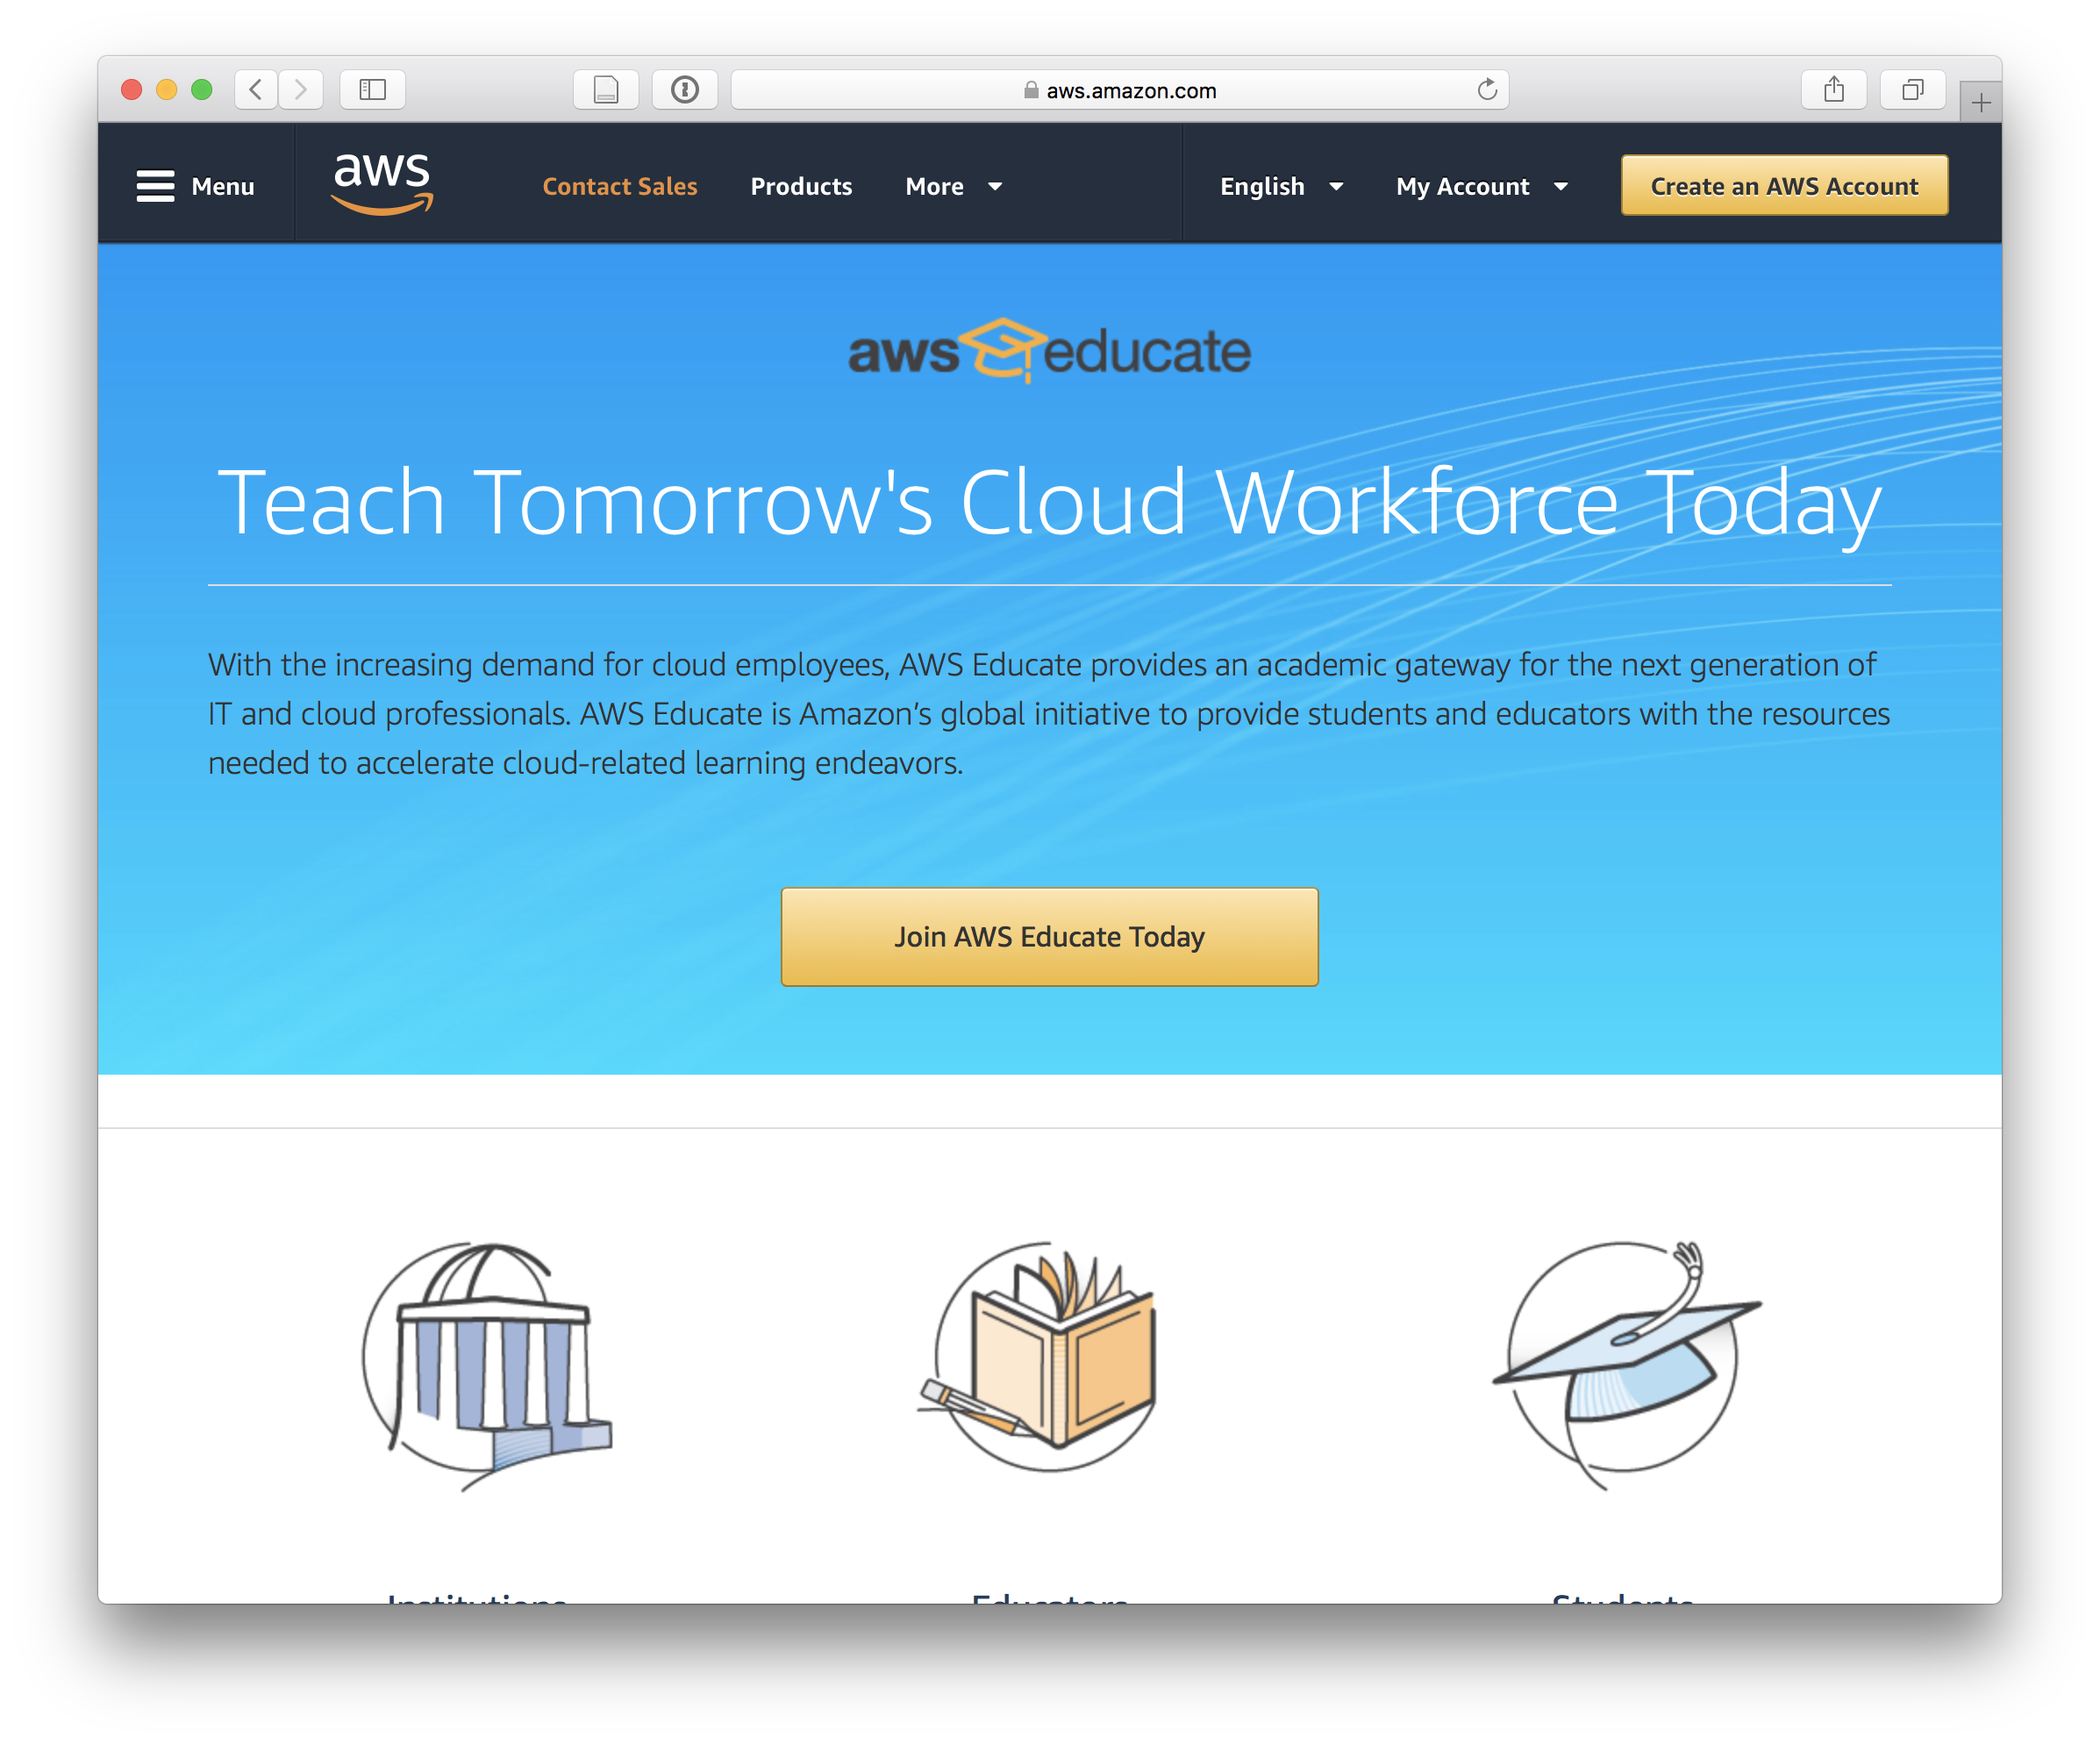 aws.amazon.com
Menu
aws
Contact Sales
Products
More
English
My Account
Create an AWS Account
aws educate
Teach Tomorrow's Cloud Workforce Today
With the increasing demand for cloud employees, AWS Educate provides an academic gateway for the next generation of
IT and cloud professionals. AWS Educate is Amazon’s global initiative to provide students and educators with the resources
needed to accelerate cloud-related learning endeavors.
Join AWS Educate Today
Institutions
Educators
Students